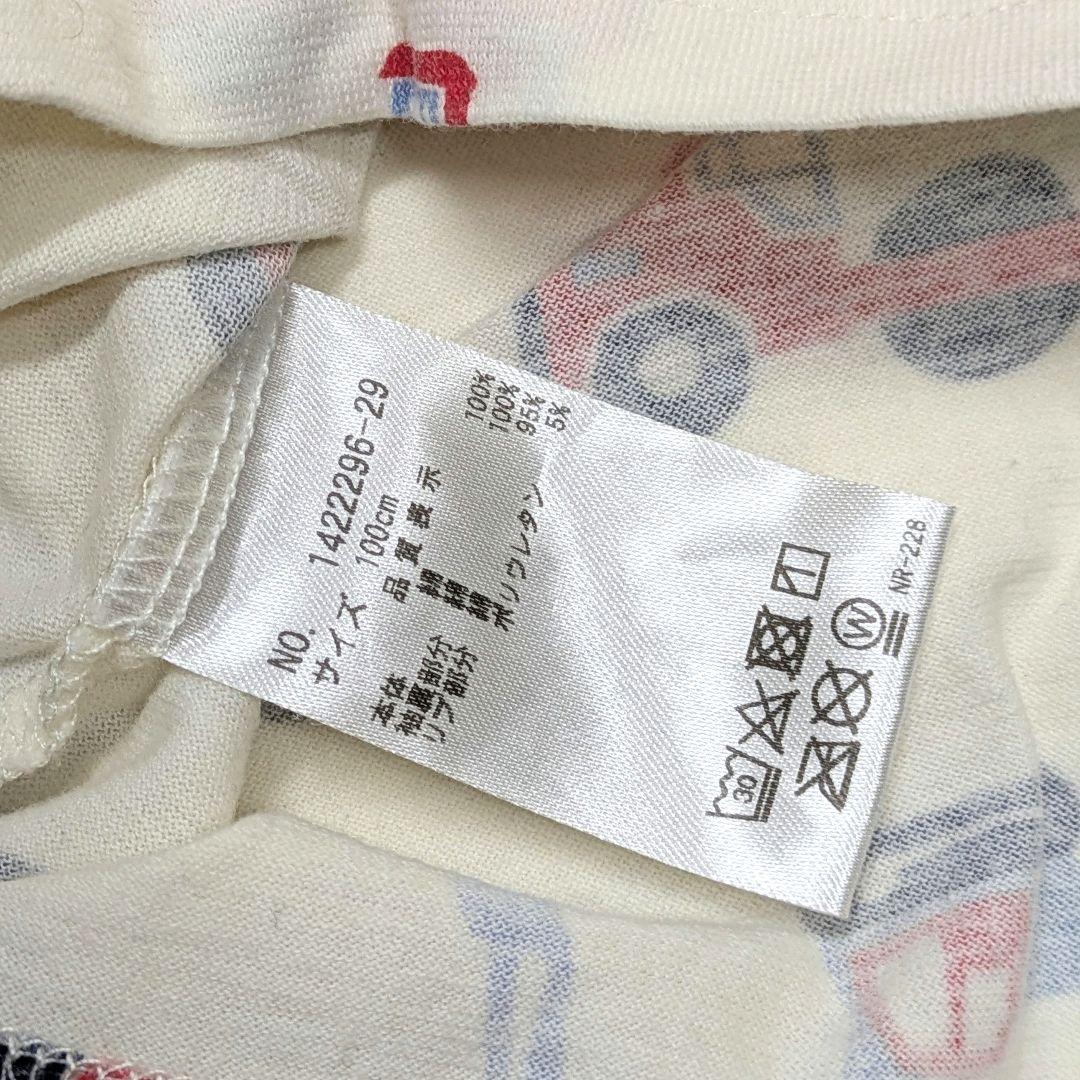 NO. 1422296-29
サイズ 100cm
品質表示
本体 綿 100%
袖裏部分 綿 100%
リブ部分 綿 95%
ポリウレタン 5%
30
W
NR-228